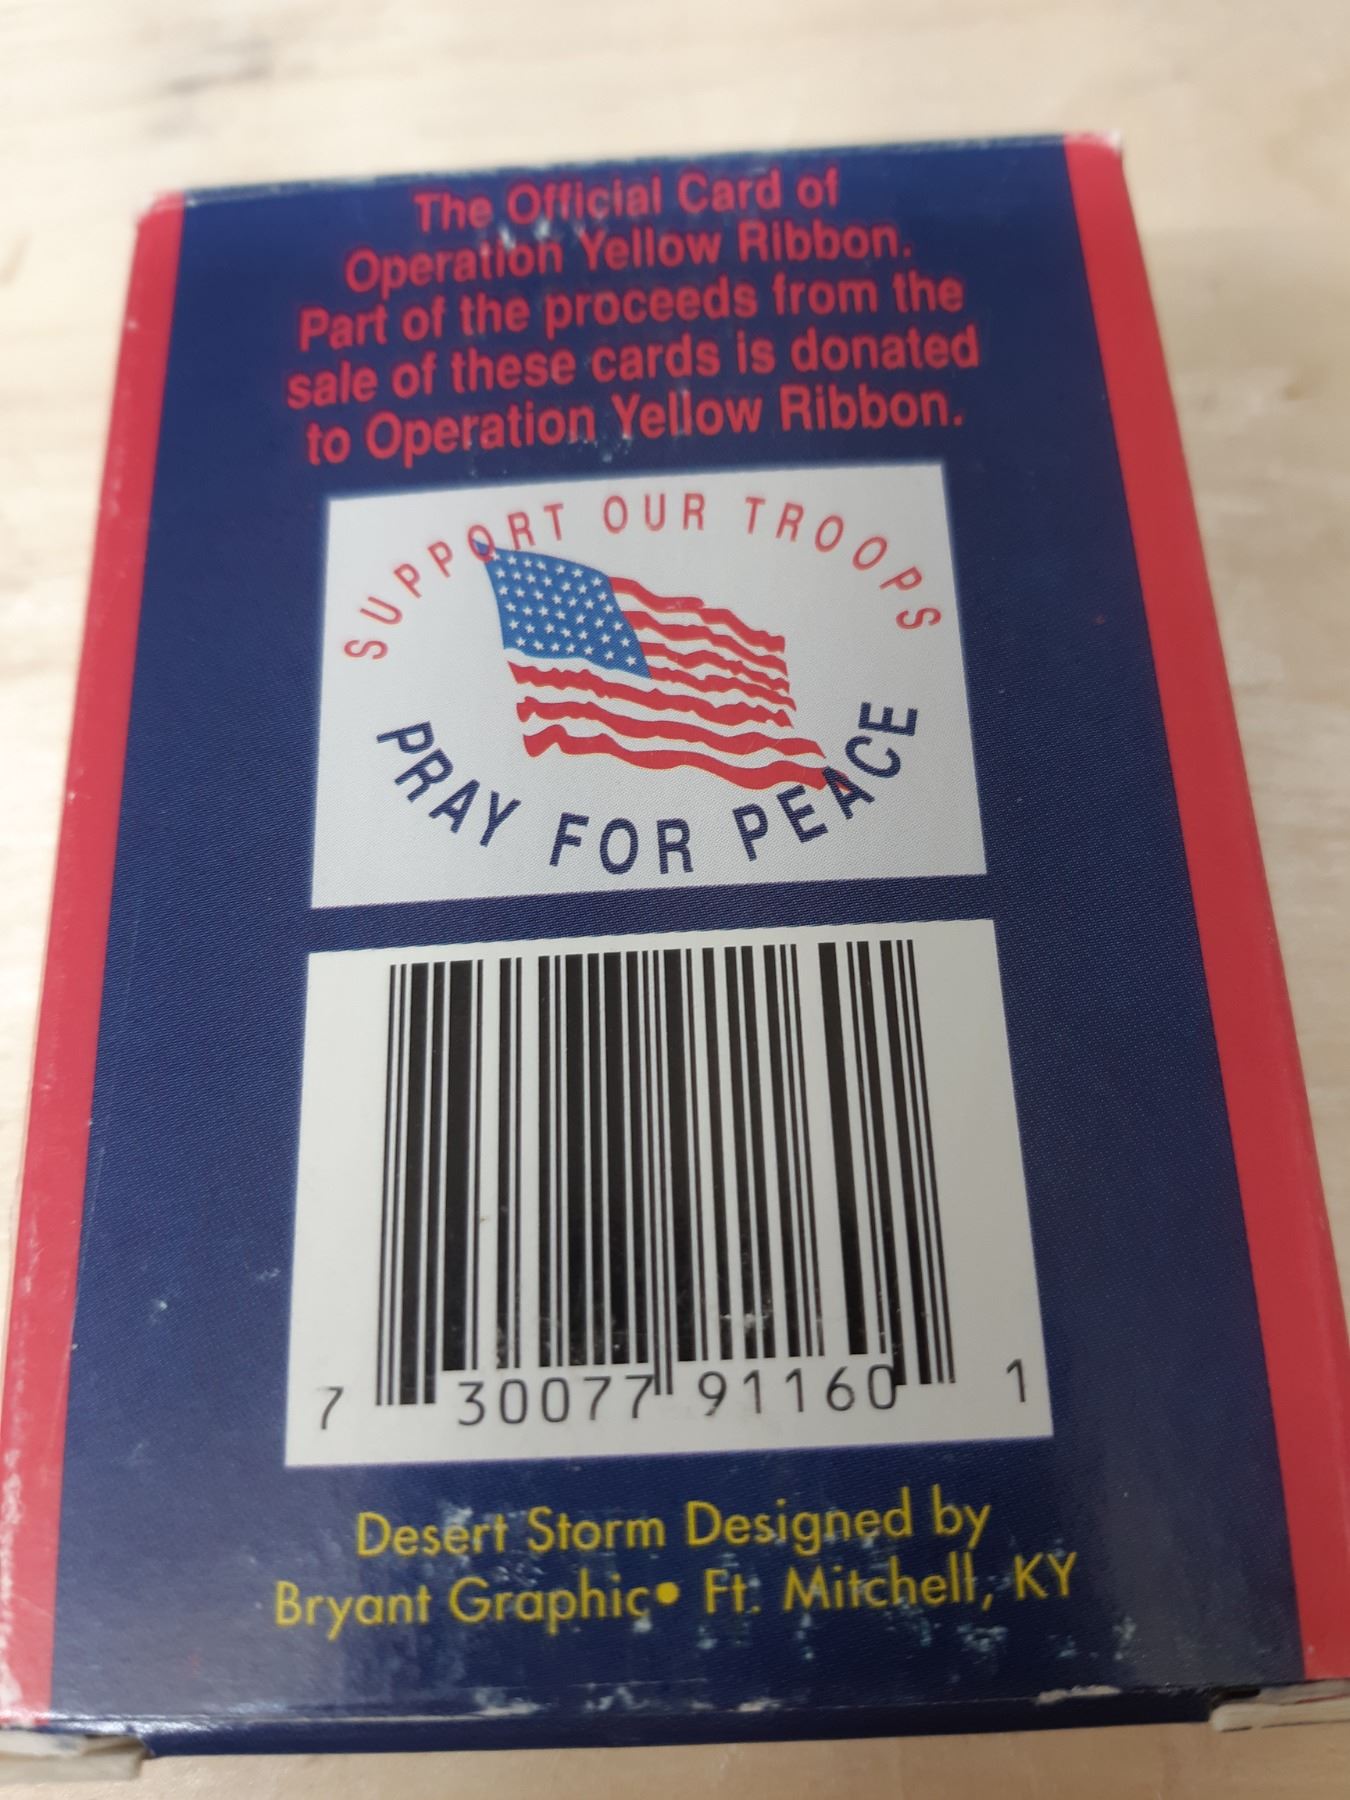 The Official Card of
Operation Yellow Ribbon.
Part of the proceeds from the
sale of these cards is donated
to Operation Yellow Ribbon.
SUPPORT OUR TROOPS
PRAY FOR PEACE
7 30077 91160 1
Desert Storm Designed by
Bryant Graphic• Ft. Mitchell, KY